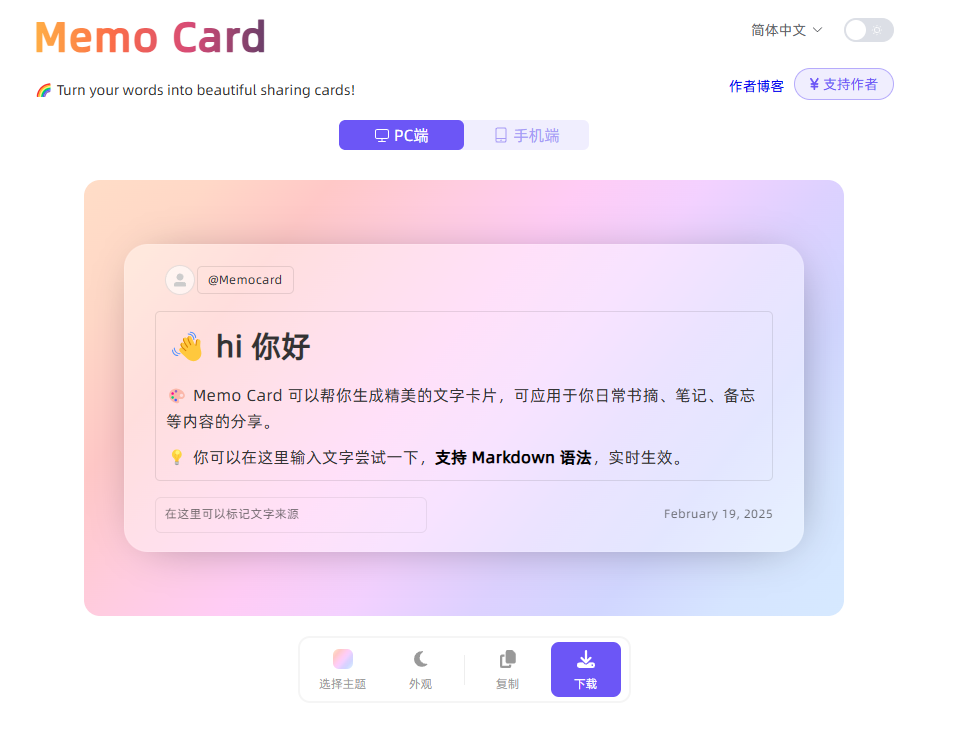 Memo Card
简体中文
🌈 Turn your words into beautiful sharing cards!
作者博客
¥ 支持作者
PC端
手机端
@Memocard
👋 hi 你好
🎨 Memo Card 可以帮你生成精美的文字卡片，可应用于你日常书摘、笔记、备忘
等内容的分享。
💡 你可以在这里输入文字尝试一下，支持 Markdown 语法，实时生效。
在这里可以标记文字来源
February 19, 2025
选择主题
外观
复制
下载